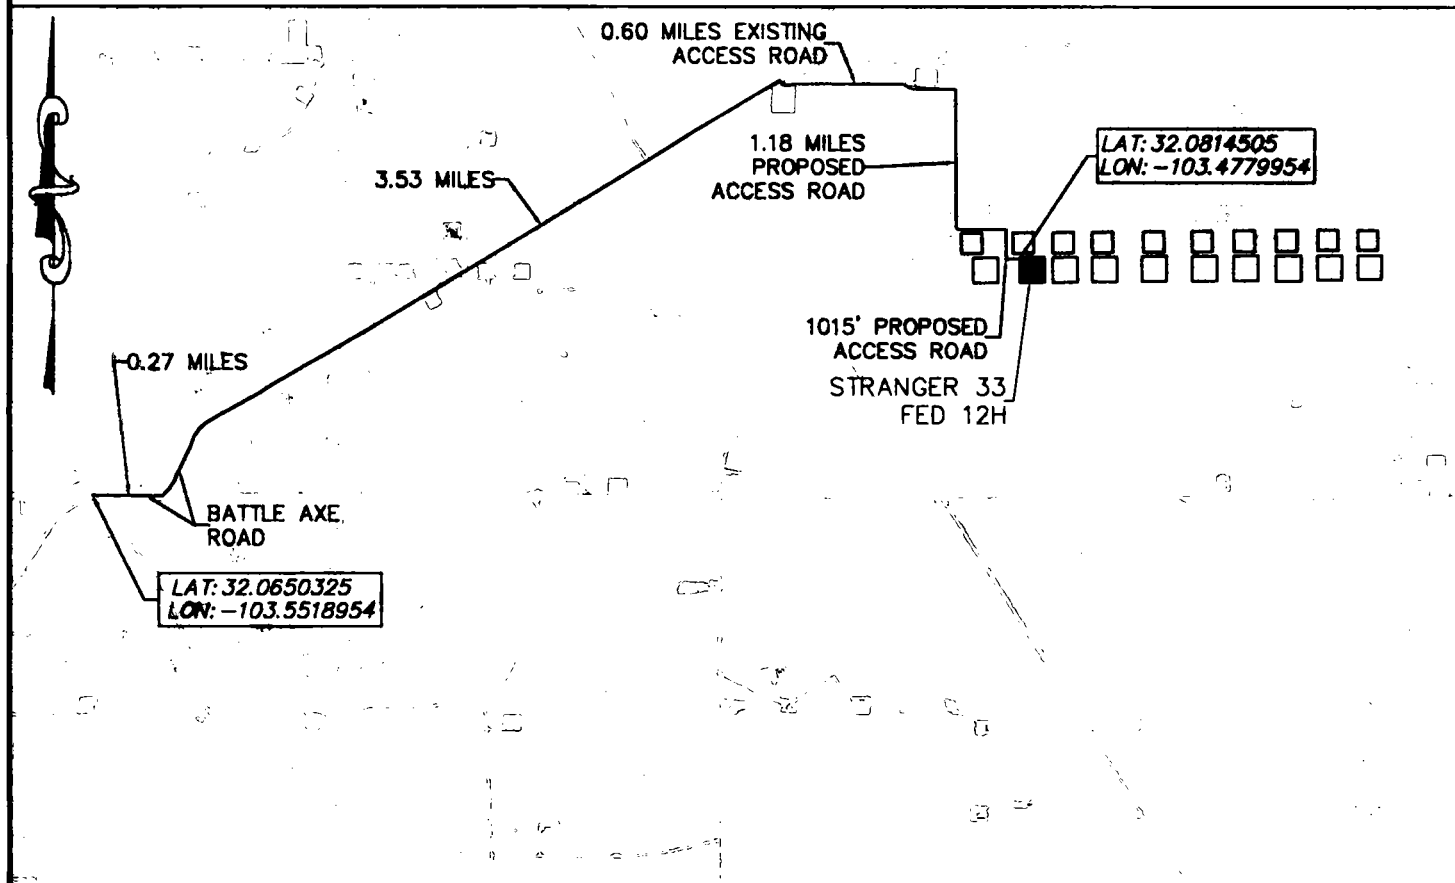 0.60 MILES EXISTING
ACCESS ROAD
1.18 MILES
PROPOSED
ACCESS ROAD
LAT: 32.0814505
LON: -103.4779954
3.53 MILES
1015' PROPOSED
ACCESS ROAD
STRANGER 33
FED 12H
0.27 MILES
BATTLE AXE
ROAD
LAT: 32.0650325
LON: -103.5518954